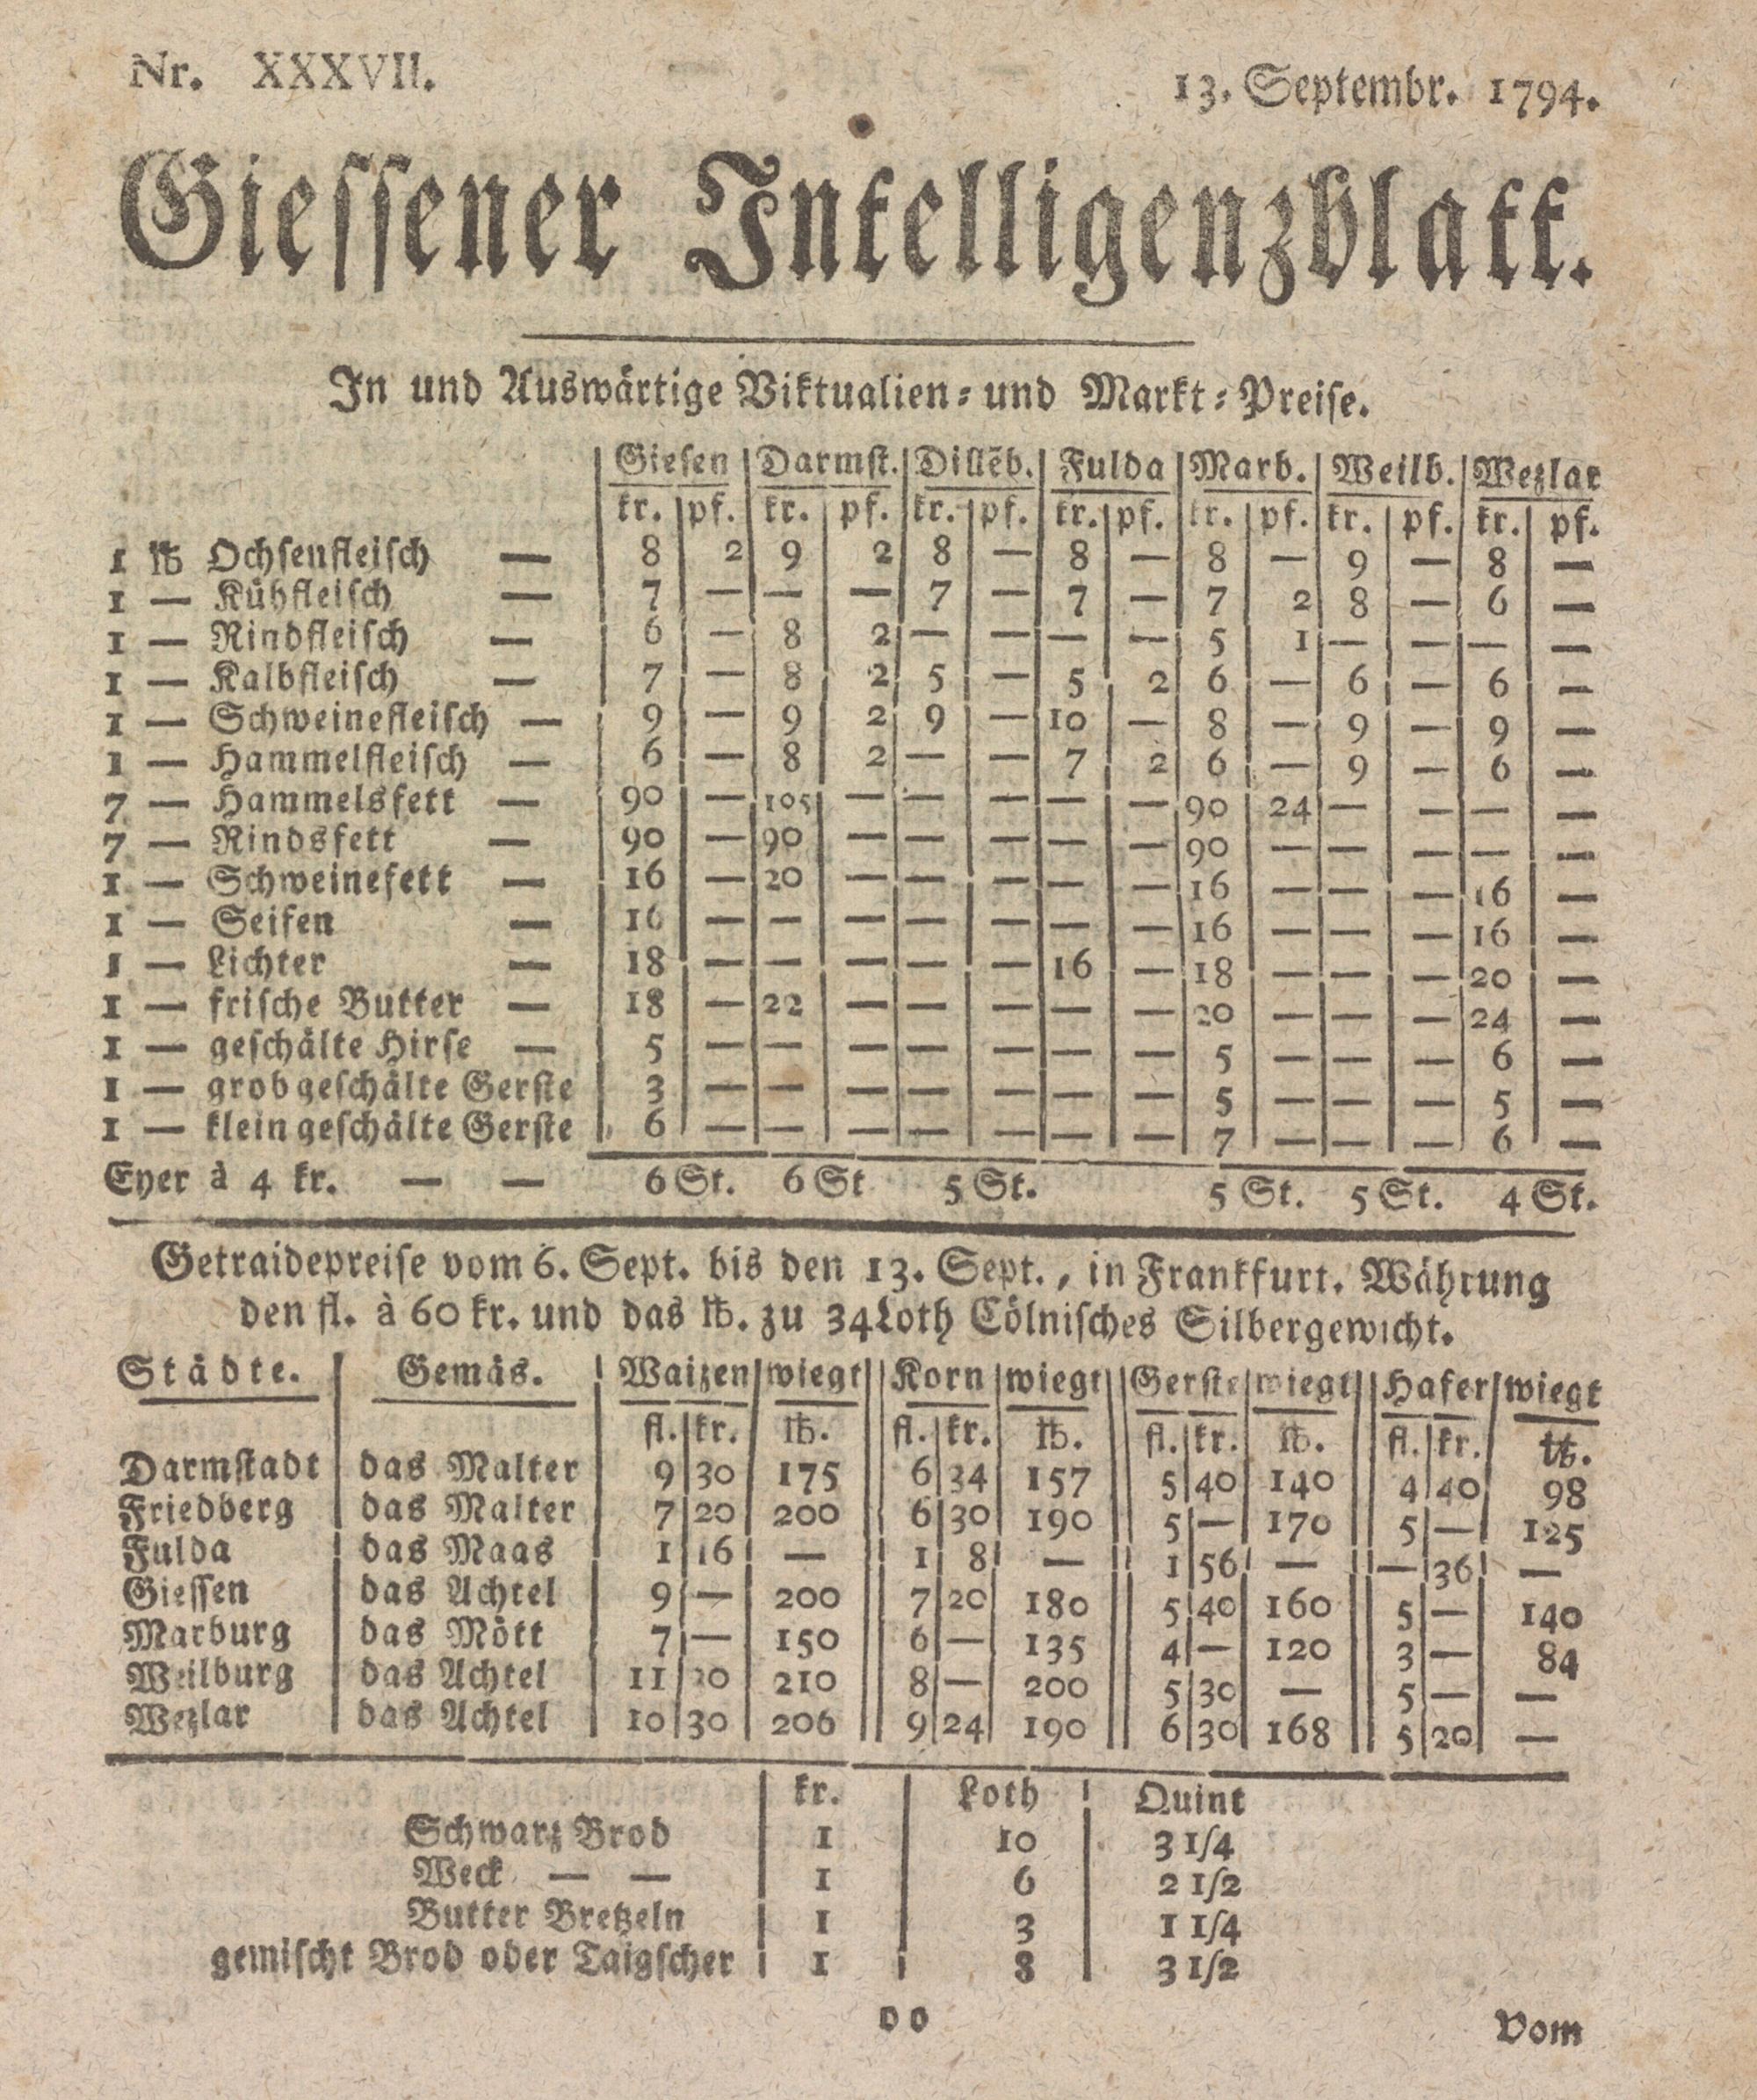 Nr. XXXVII. 13. Septembr. 1794.
Giessener Intelligenzblatt.
In und Auswärtige Viktualien- und Markt-Preise.
Giesen | Darmst. | Dillēb. | Fulda | Marb. | Weilb. | Wezlar
kr. | pf. | kr. | pf. | kr. | pf. | kr. | pf. | kr. | pf. | kr. | pf. | kr. | pf.
1 ℔ Ochsenfleisch — 8 2 9 2 8 — 8 — 8 — 9 — 8 —
1 — Kühfleisch — 7 — — — 7 — 7 — 7 2 8 — 6 —
1 — Rindfleisch — 6 — 8 2 — — — — 5 1 — — — —
1 — Kalbfleisch — 7 — 8 2 5 — 5 2 6 — 6 — 6 —
1 — Schweinefleisch — 9 — 9 2 9 — 10 — 8 — 9 — 9 —
1 — Hammelfleisch — 6 — 8 2 — — 7 2 6 — 9 — 6 —
7 — Hammelsfett — 90 — 105 — — — — — 90 24 — — — —
7 — Rindsfett — 90 — 90 — — — — — 90 — — — — —
1 — Schweinefett — 16 — 20 — — — — — 16 — — — 16 —
1 — Seifen — 16 — — — — — — — 16 — — — 16 —
1 — Lichter — 18 — — — — — 16 — 18 — — — 20 —
1 — frische Butter — 18 — 22 — — — — — 20 — — — 24 —
1 — geschälte Hirse — 5 — — — — — — — 5 — — — 6 —
1 — grob geschälte Gerste 3 — — — — — — — 5 — — — 5 —
1 — klein geschälte Gerste 6 — — — — — — — 7 — — — 6 —
Eyer à 4 kr. — — 6 St. 6 St 5 St. 5 St. 5 St. 4 St.
Getraidepreise vom 6. Sept. bis den 13. Sept., in Frankfurt. Währung
den fl. à 60 kr. und das ℔. zu 34 Loth Cölnisches Silbergewicht.
Städte. | Gemäs. | Waizen | wiegt | Korn | wiegt | Gerste | wiegt | Hafer | wiegt
fl. | kr. | ℔. | fl. | kr. | ℔. | fl. | kr. | ℔. | fl. | kr. | ℔.
Darmstadt | das Malter | 9 | 30 | 175 | 6 | 34 | 157 | 5 | 40 | 140 | 4 | 40 | 98
Friedberg | das Malter | 7 | 20 | 200 | 6 | 30 | 190 | 5 | — | 170 | 5 | — | 125
Fulda | das Maas | 1 | 16 | — | 1 | 8 | — | 1 | 56 | — | — | 36 | —
Giessen | das Achtel | 9 | — | 200 | 7 | 20 | 180 | 5 | 40 | 160 | 5 | — | 140
Marburg | das Mött | 7 | — | 150 | 6 | — | 135 | 4 | — | 120 | 3 | — | 84
Weilburg | das Achtel | 11 | 20 | 210 | 8 | — | 200 | 5 | 30 | — | 5 | — | —
Wezlar | das Achtel | 10 | 30 | 206 | 9 | 24 | 190 | 6 | 30 | 168 | 5 | 20 | —
kr. | Loth | Quint
Schwarz Brod | 1 | 10 | 3 1/4
Weck — — | 1 | 6 | 2 1/2
Butter Bretzeln | 1 | 3 | 1 1/4
gemischt Brod oder Taigscher | 1 | 8 | 3 1/2
Oo Vom